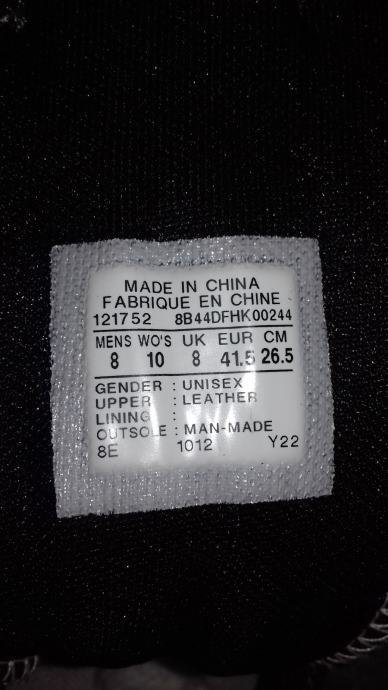 MADE IN CHINA
FABRIQUE EN CHINE
121752 8B44DFHK00244
MENS WO'S UK EUR CM
8 10 8 41.5 26.5
GENDER : UNISEX
UPPER : LEATHER
LINING :
OUTSOLE : MAN-MADE
8E 1012 Y22